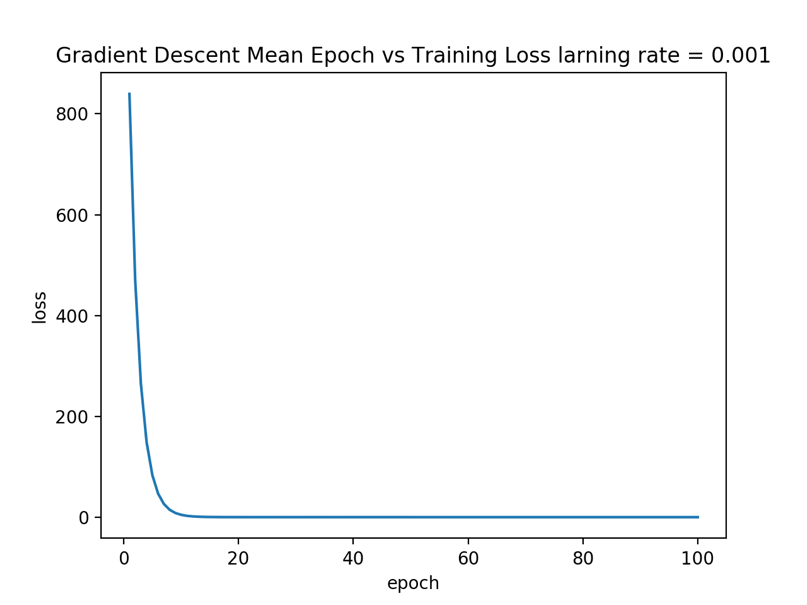 Gradient Descent Mean Epoch vs Training Loss larning rate = 0.001
800
600
400
200
0
loss
0 20 40 60 80 100
epoch